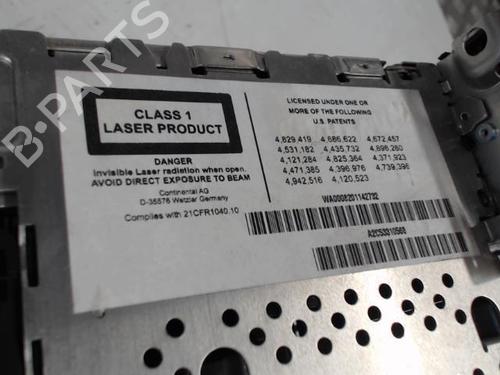 B-PARTS
CLASS 1
LASER PRODUCT
DANGER
Invisible Laser radiation when open.
AVOID DIRECT EXPOSURE TO BEAM
Continental AG
D-35576 Wetzlar Germany
Complies with 21CFR1040.10
LICENSED UNDER ONE OR
MORE OF THE FOLLOWING
U.S. PATENTS
4,829,419 4,686,622 4,672,457
4,531,182 4,435,732 4,898,260
4,121,284 4,825,364 4,371,923
4,471,385 4,396,976 4,739,396
4,942,516 4,120,523
WA0008201142732
A2C53310568